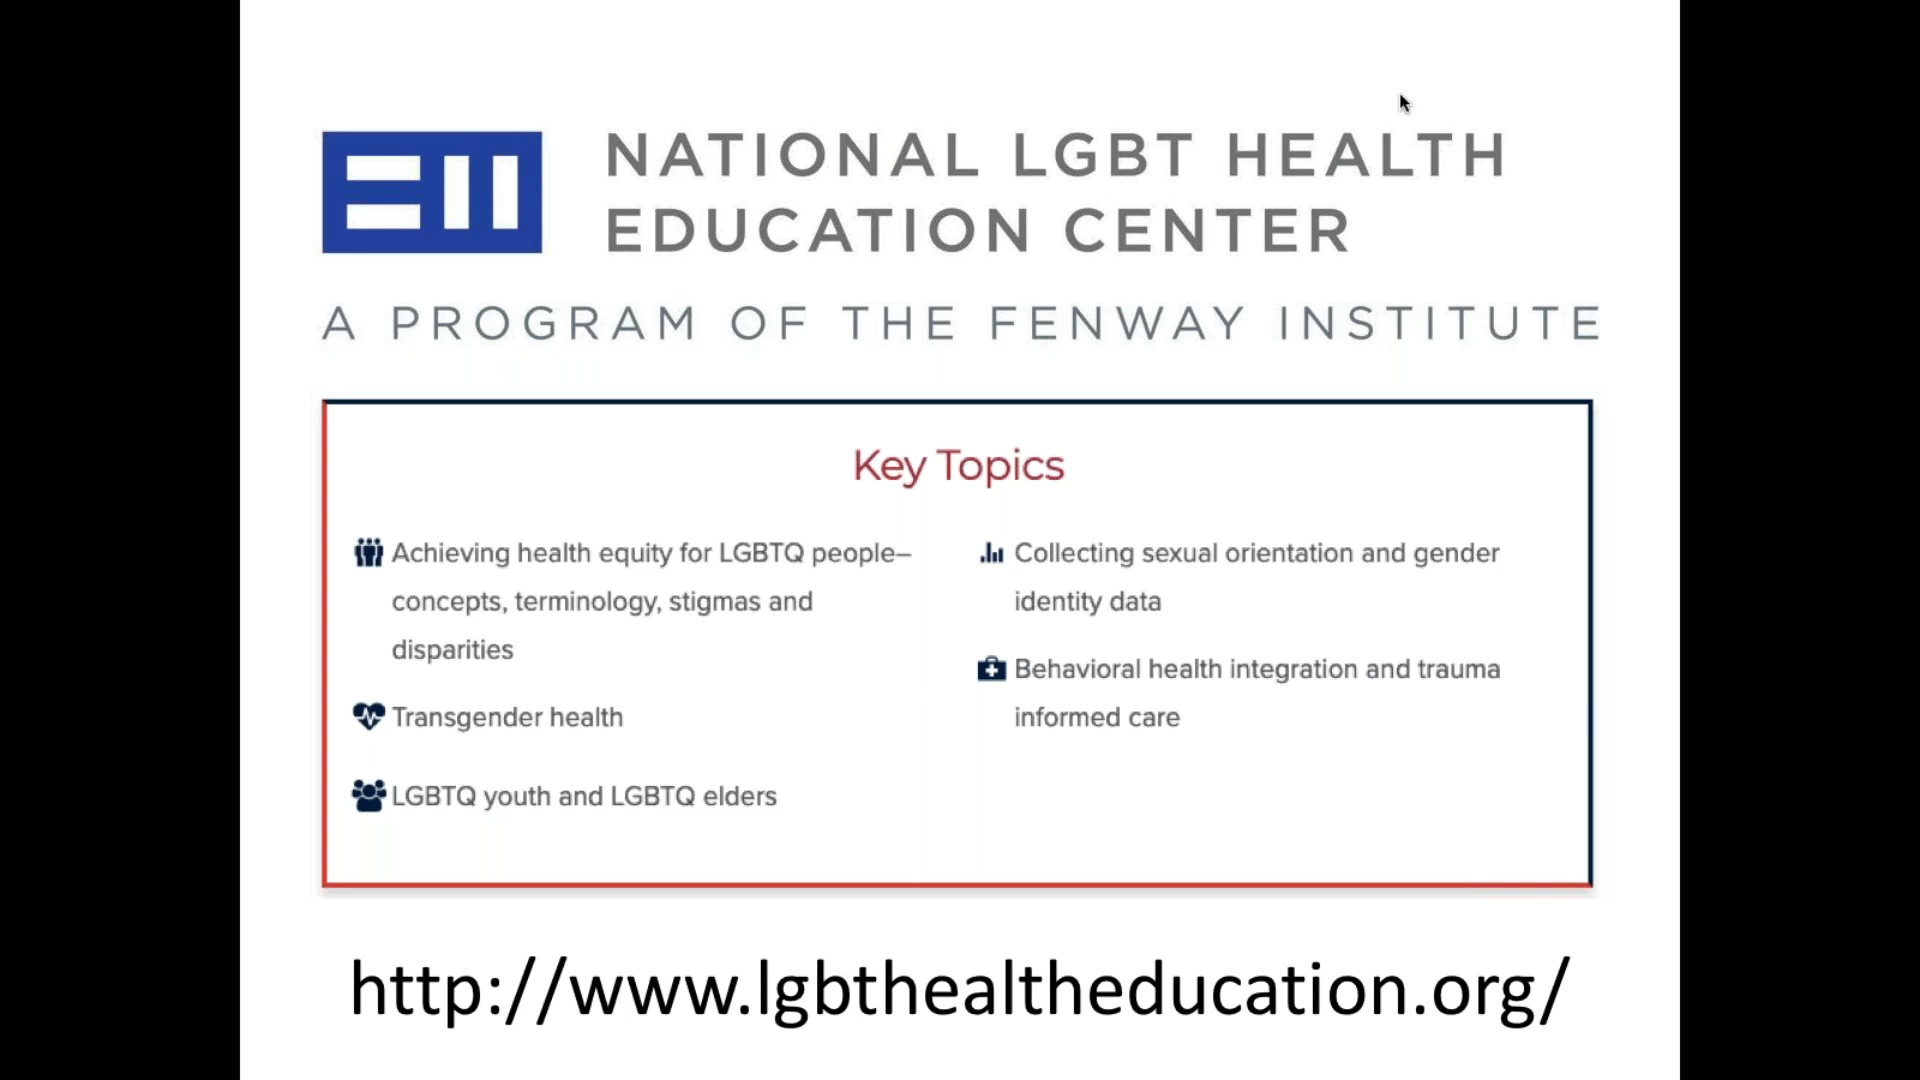 NATIONAL LGBT HEALTH
EDUCATION CENTER
A PROGRAM OF THE FENWAY INSTITUTE
Key Topics
Achieving health equity for LGBTQ people–
concepts, terminology, stigmas and
disparities
Transgender health
LGBTQ youth and LGBTQ elders
Collecting sexual orientation and gender
identity data
Behavioral health integration and trauma
informed care
http://www.lgbthealtheducation.org/